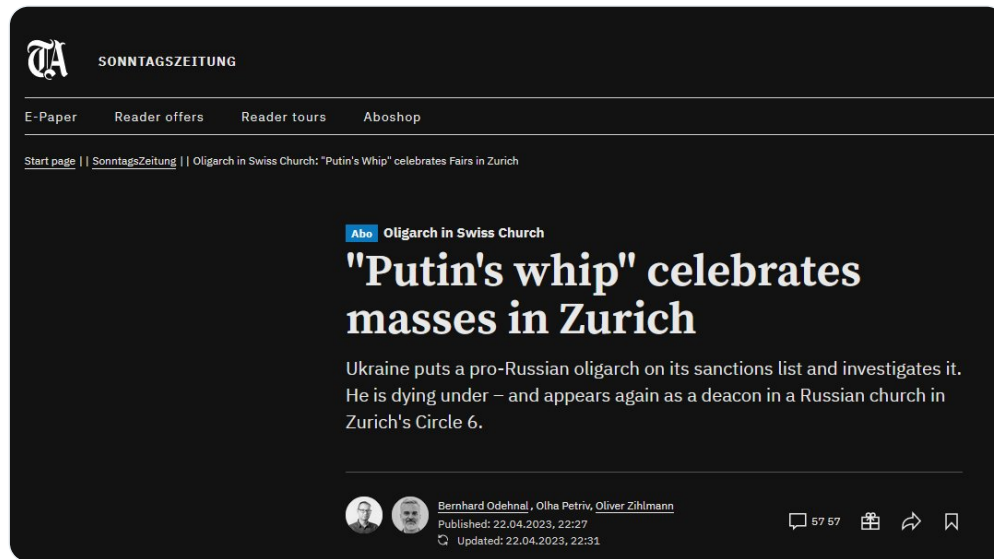 TA SONNTAGSZEITUNG
E-Paper Reader offers Reader tours Aboshop
Start page | | SonntagsZeitung | | Oligarch in Swiss Church: "Putin's Whip" celebrates Fairs in Zurich
Abo Oligarch in Swiss Church
"Putin's whip" celebrates
masses in Zurich
Ukraine puts a pro-Russian oligarch on its sanctions list and investigates it.
He is dying under – and appears again as a deacon in a Russian church in
Zurich's Circle 6.
Bernhard Odehnal, Olha Petriv, Oliver Zihlmann
Published: 22.04.2023, 22:27
Updated: 22.04.2023, 22:31
57 57